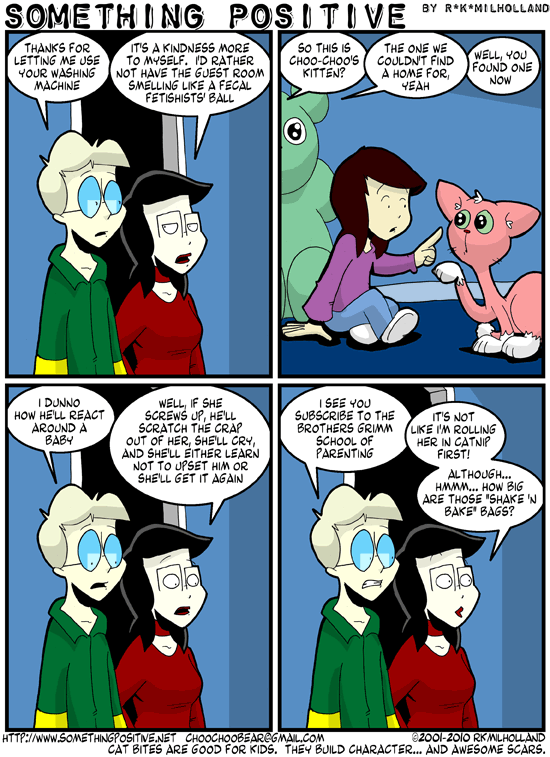 SOMETHING POSITIVE BY R*K*MILHOLLAND
THANKS FOR
LETTING ME USE
YOUR WASHING
MACHINE
IT'S A KINDNESS MORE
TO MYSELF. I'D RATHER
NOT HAVE THE GUEST ROOM
SMELLING LIKE A FECAL
FETISHISTS' BALL
SO THIS IS
CHOO-CHOO'S
KITTEN?
THE ONE WE
COULDN'T FIND
A HOME FOR,
YEAH
WELL, YOU
FOUND ONE
NOW
I DUNNO
HOW HE'LL REACT
AROUND A
BABY
WELL, IF SHE
SCREWS UP, HE'LL
SCRATCH THE CRAP
OUT OF HER, SHE'LL CRY,
AND SHE'LL EITHER LEARN
NOT TO UPSET HIM OR
SHE'LL GET IT AGAIN
I SEE YOU
SUBSCRIBE TO THE
BROTHERS GRIMM
SCHOOL OF
PARENTING
IT'S NOT
LIKE I'M ROLLING
HER IN CATNIP
FIRST!
ALTHOUGH...
HMMM... HOW BIG
ARE THOSE "SHAKE 'N
BAKE" BAGS?
HTTP://WWW.SOMETHINGPOSITIVE.NET CHOOCHOOBEAR@GMAIL.COM ©2001-2010 RKMILHOLLAND
CAT BITES ARE GOOD FOR KIDS. THEY BUILD CHARACTER... AND AWESOME SCARS.